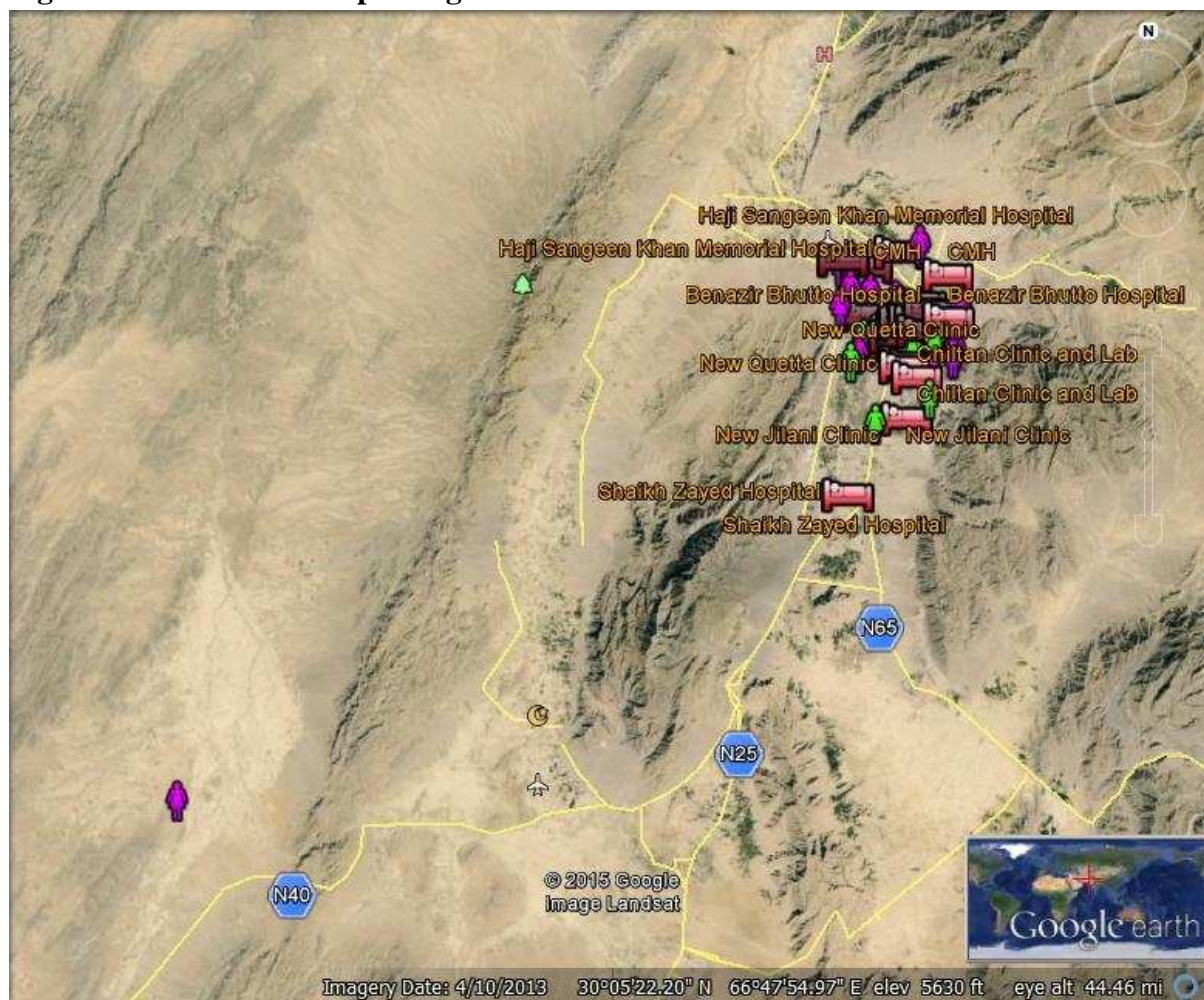 N
H
Haji Sangeen Khan Memorial Hospital
Haji Sangeen Khan Memorial Hospital
CMH
CMH
Benazir Bhutto Hospital
Benazir Bhutto Hospital
New Quetta Clinic
Chiltan Clinic and Lab
New Quetta Clinic
Chiltan Clinic and Lab
New Jilani Clinic
New Jilani Clinic
Shaikh Zayed Hospital
Shaikh Zayed Hospital
N65
N25
N40
© 2015 Google
Image Landsat
Google earth
Imagery Date: 4/10/2013 30°05'22.20" N 66°47'54.97" E elev 5630 ft eye alt 44.46 mi